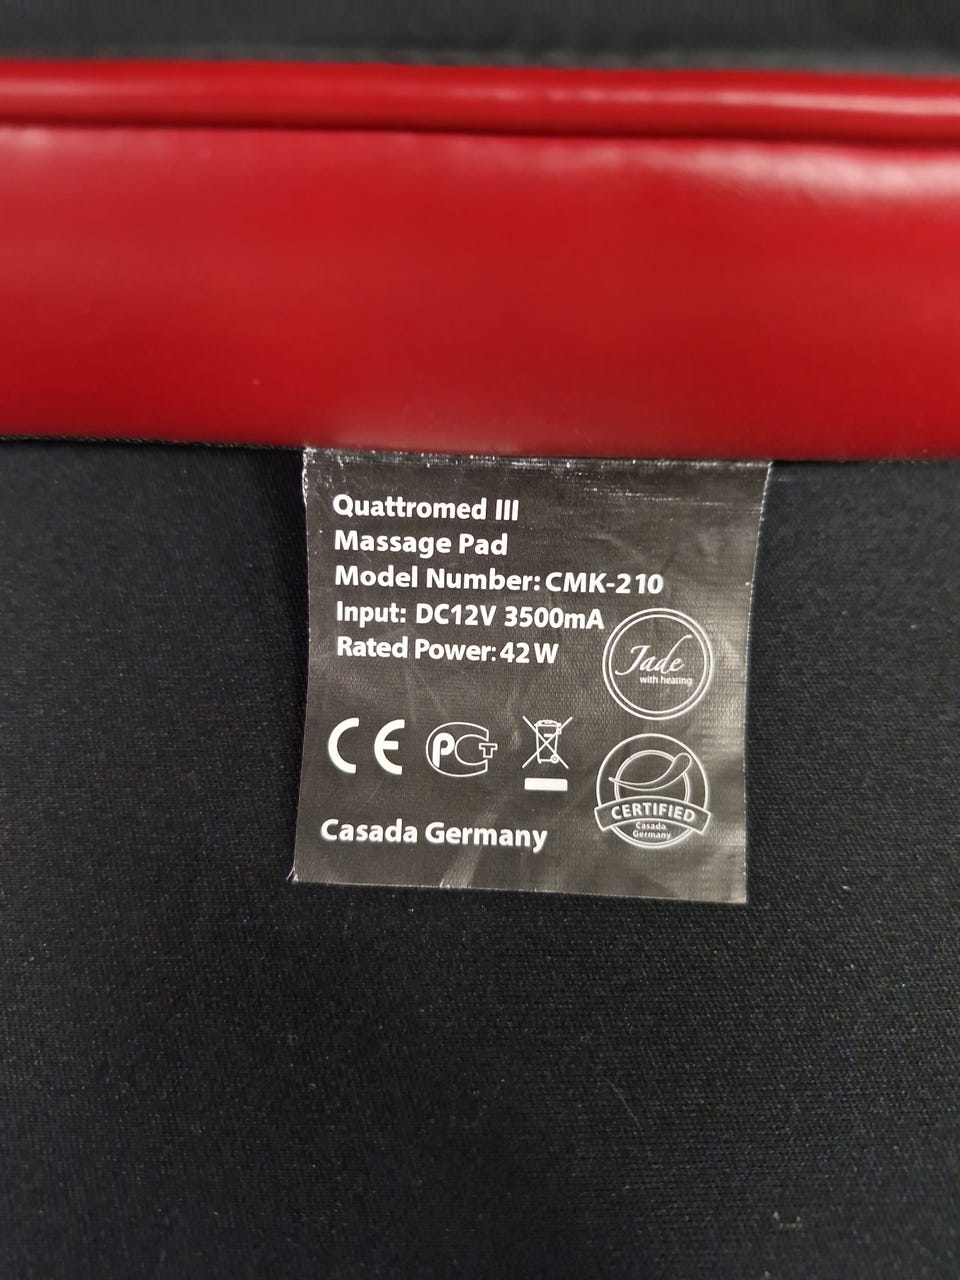 Quattromed III
Massage Pad
Model Number: CMK-210
Input: DC12V 3500mA
Rated Power: 42 W
Jade
with heating
CE PCT
CERTIFIED
Casada
Germany
Casada Germany